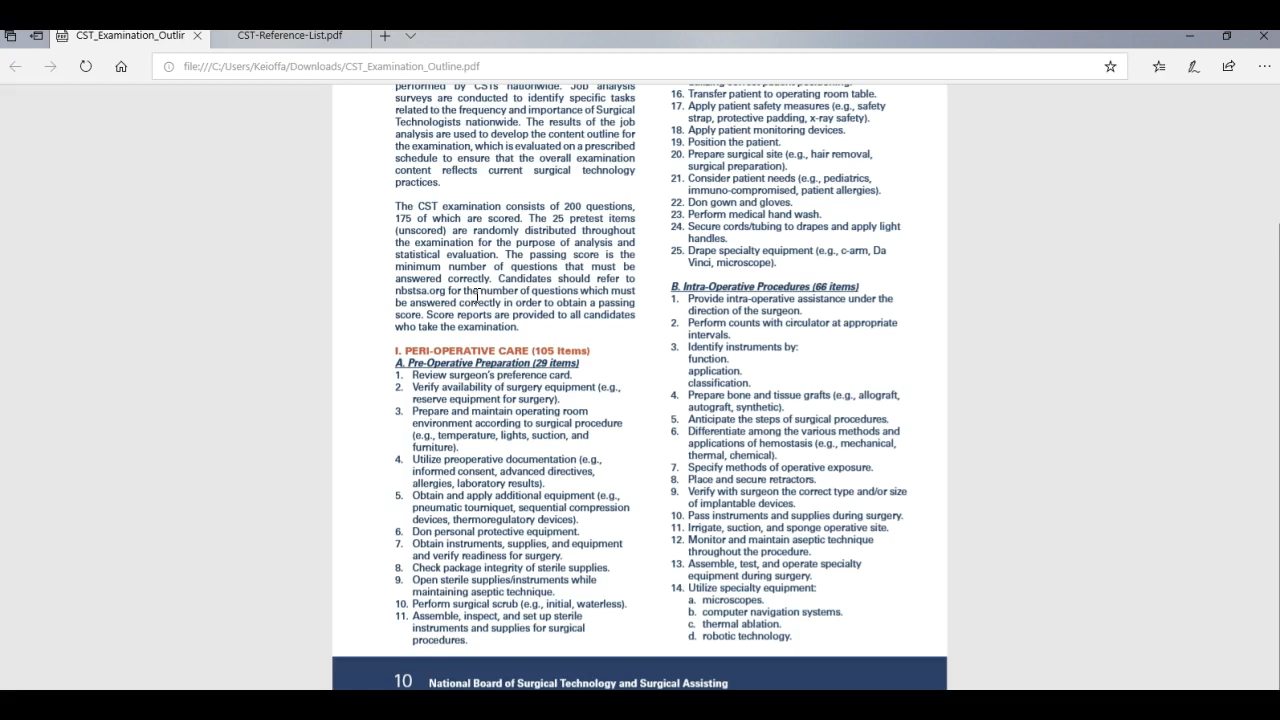 CST_Examination_Outlir
CST-Reference-List.pdf
file:///C:/Users/Keioffa/Downloads/CST_Examination_Outline.pdf
performed by CSTs nationwide. Job analysis
surveys are conducted to identify specific tasks
related to the frequency and importance of Surgical
Technologists nationwide. The results of the job
analysis are used to develop the content outline for
the examination, which is evaluated on a prescribed
schedule to ensure that the overall examination
content reflects current surgical technology
practices.
The CST examination consists of 200 questions,
175 of which are scored. The 25 pretest items
(unscored) are randomly distributed throughout
the examination for the purpose of analysis and
statistical evaluation. The passing score is the
minimum number of questions that must be
answered correctly. Candidates should refer to
nbstsa.org for the number of questions which must
be answered correctly in order to obtain a passing
score. Score reports are provided to all candidates
who take the examination.
I. PERI-OPERATIVE CARE (105 Items)
A. Pre-Operative Preparation (29 items)
1. Review surgeon's preference card.
2. Verify availability of surgery equipment (e.g.,
reserve equipment for surgery).
3. Prepare and maintain operating room
environment according to surgical procedure
(e.g., temperature, lights, suction, and
furniture).
4. Utilize preoperative documentation (e.g.,
informed consent, advanced directives,
allergies, laboratory results).
5. Obtain and apply additional equipment (e.g.,
pneumatic tourniquet, sequential compression
devices, thermoregulatory devices).
6. Don personal protective equipment.
7. Obtain instruments, supplies, and equipment
and verify readiness for surgery.
8. Check package integrity of sterile supplies.
9. Open sterile supplies/instruments while
maintaining aseptic technique.
10. Perform surgical scrub (e.g., initial, waterless).
11. Assemble, inspect, and set up sterile
instruments and supplies for surgical
procedures.
16. Transfer patient to operating room table.
17. Apply patient safety measures (e.g., safety
strap, protective padding, x-ray safety).
18. Apply patient monitoring devices.
19. Position the patient.
20. Prepare surgical site (e.g., hair removal,
surgical preparation).
21. Consider patient needs (e.g., pediatrics,
immuno-compromised, patient allergies).
22. Don gown and gloves.
23. Perform medical hand wash.
24. Secure cords/tubing to drapes and apply light
handles.
25. Drape specialty equipment (e.g., c-arm, Da
Vinci, microscope).
B. Intra-Operative Procedures (66 items)
1. Provide intra-operative assistance under the
direction of the surgeon.
2. Perform counts with circulator at appropriate
intervals.
3. Identify instruments by:
function.
application.
classification.
4. Prepare bone and tissue grafts (e.g., allograft,
autograft, synthetic).
5. Anticipate the steps of surgical procedures.
6. Differentiate among the various methods and
applications of hemostasis (e.g., mechanical,
thermal, chemical).
7. Specify methods of operative exposure.
8. Place and secure retractors.
9. Verify with surgeon the correct type and/or size
of implantable devices.
10. Pass instruments and supplies during surgery.
11. Irrigate, suction, and sponge operative site.
12. Monitor and maintain aseptic technique
throughout the procedure.
13. Assemble, test, and operate specialty
equipment during surgery.
14. Utilize specialty equipment:
a. microscopes.
b. computer navigation systems.
c. thermal ablation.
d. robotic technology.
10 National Board of Surgical Technology and Surgical Assisting